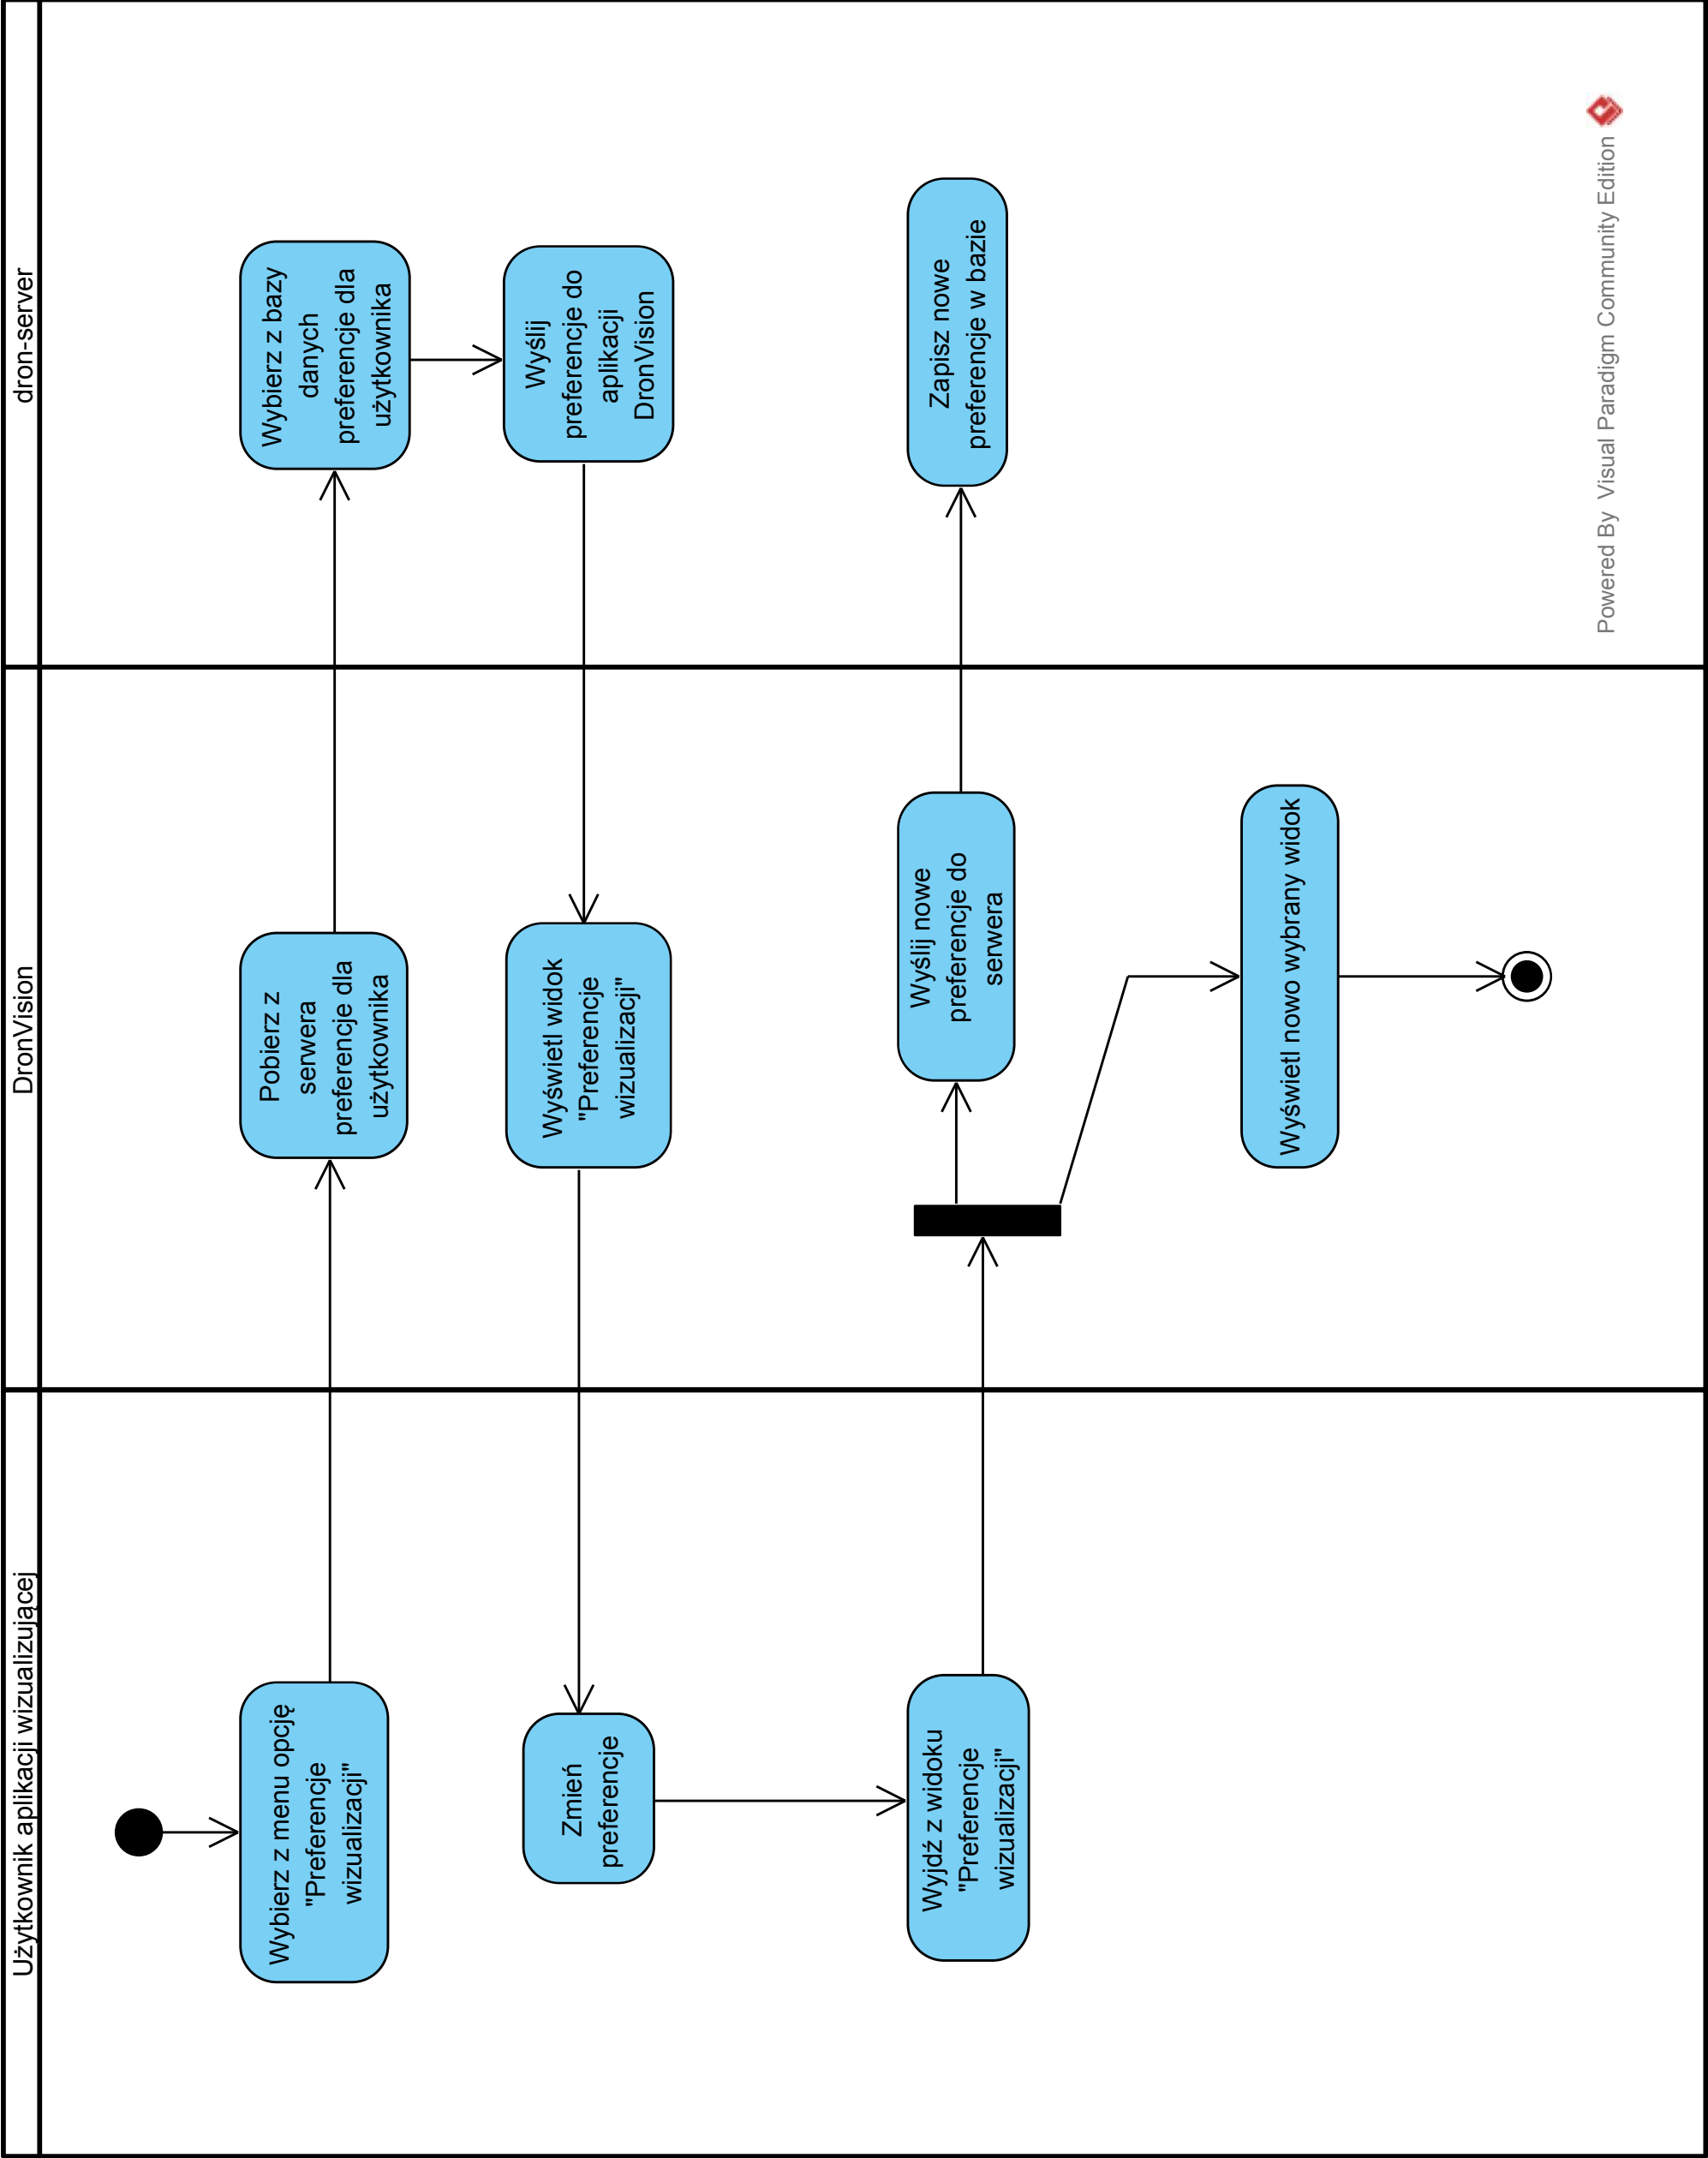 Użytkownik aplikacji wizualizującej
DronVision
dron-server
Wybierz z menu opcję
"Preferencje
wizualizacji"
Pobierz z
serwera
preferencje dla
użytkownika
Wybierz z bazy
danych
preferencje dla
użytkownika
Wyślij
preferencje do
aplikacji
DronVision
Wyświetl widok
"Preferencje
wizualizacji"
Zmień
preferencje
Wyjdź z widoku
"Preferencje
wizualizacji"
Wyślij nowe
preferencje do
serwera
Zapisz nowe
preferencje w bazie
Wyświetl nowo wybrany widok
Powered By Visual Paradigm Community Edition